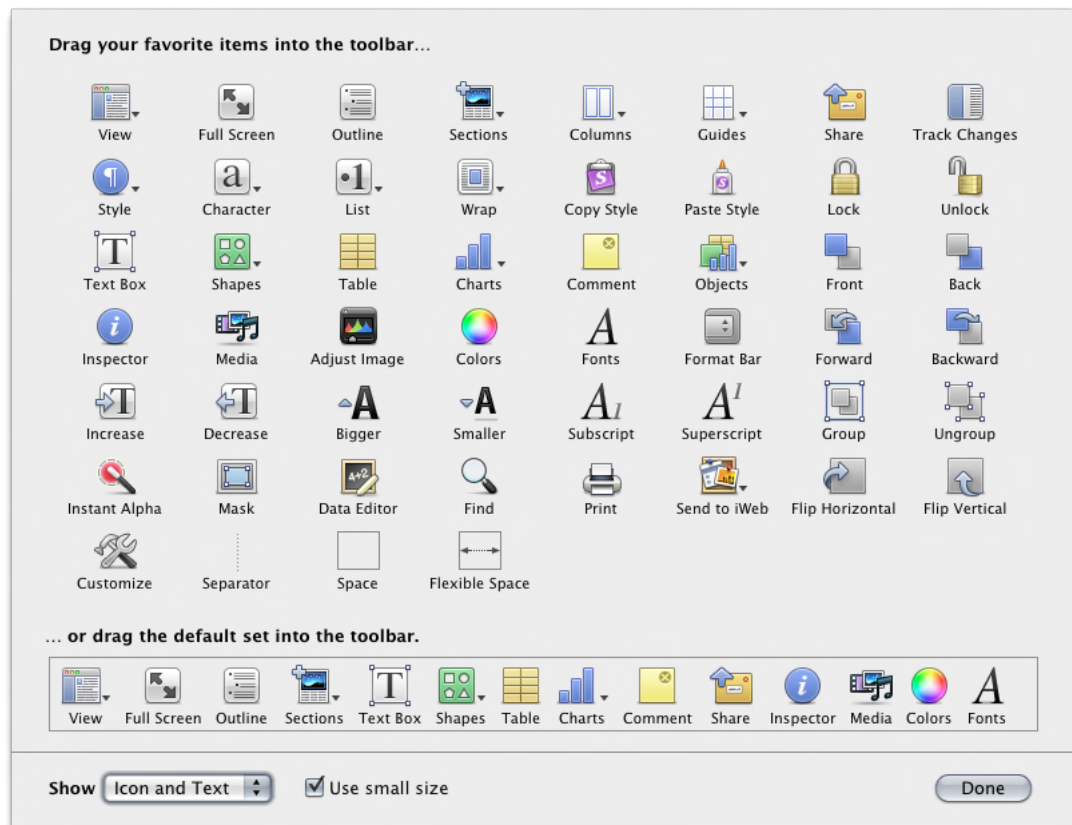 Drag your favorite items into the toolbar...
View Full Screen Outline Sections Columns Guides Share Track Changes
Style Character List Wrap Copy Style Paste Style Lock Unlock
Text Box Shapes Table Charts Comment Objects Front Back
Inspector Media Adjust Image Colors Fonts Format Bar Forward Backward
Increase Decrease Bigger Smaller Subscript Superscript Group Ungroup
Instant Alpha Mask Data Editor Find Print Send to iWeb Flip Horizontal Flip Vertical
Customize Separator Space Flexible Space
... or drag the default set into the toolbar.
View Full Screen Outline Sections Text Box Shapes Table Charts Comment Share Inspector Media Colors Fonts
Show Icon and Text Use small size Done